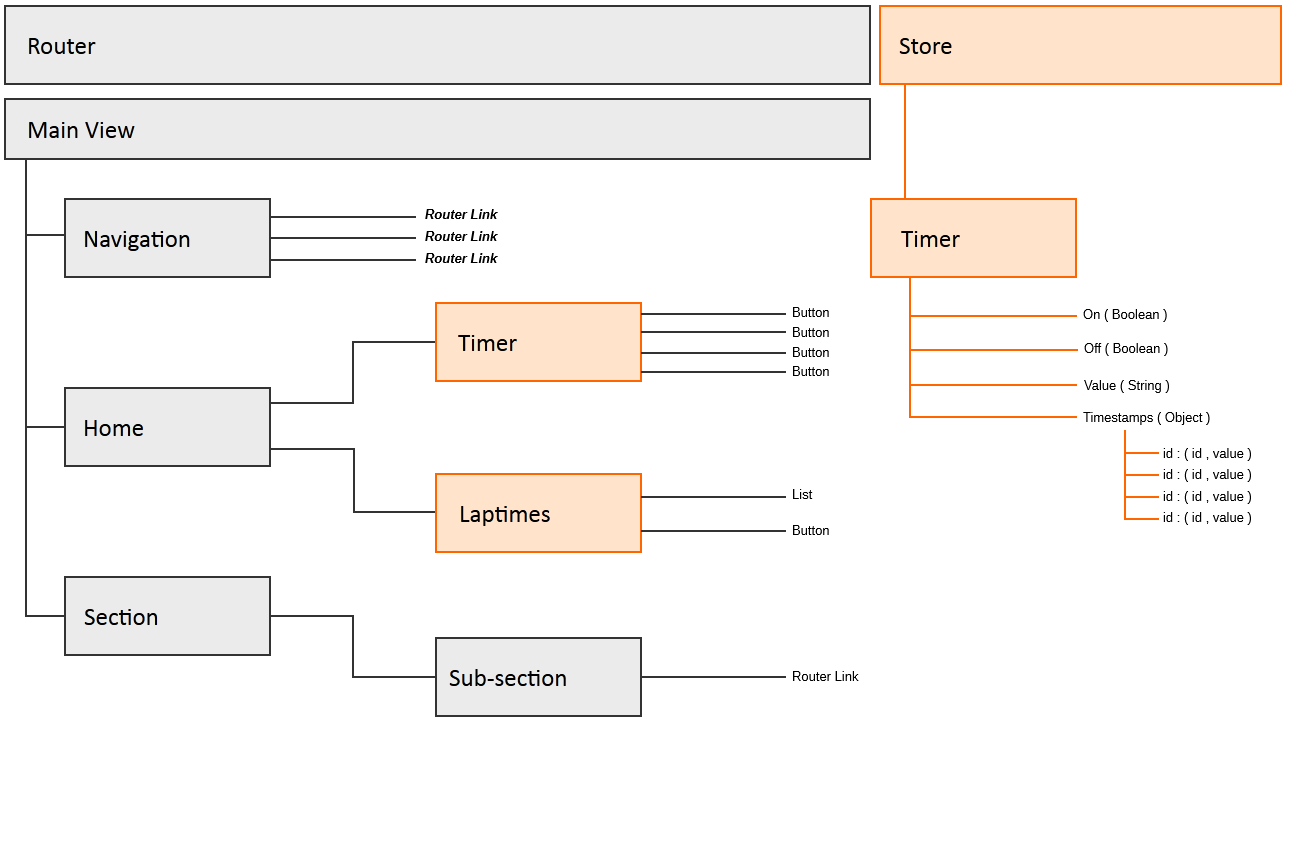 Router
Store
Main View
Navigation
Router Link
Router Link
Router Link
Timer
Timer
Button
Button
Button
Button
On ( Boolean )
Off ( Boolean )
Value ( String )
Timestamps ( Object )
id : ( id , value )
id : ( id , value )
id : ( id , value )
id : ( id , value )
Home
Laptimes
List
Button
Section
Sub-section
Router Link